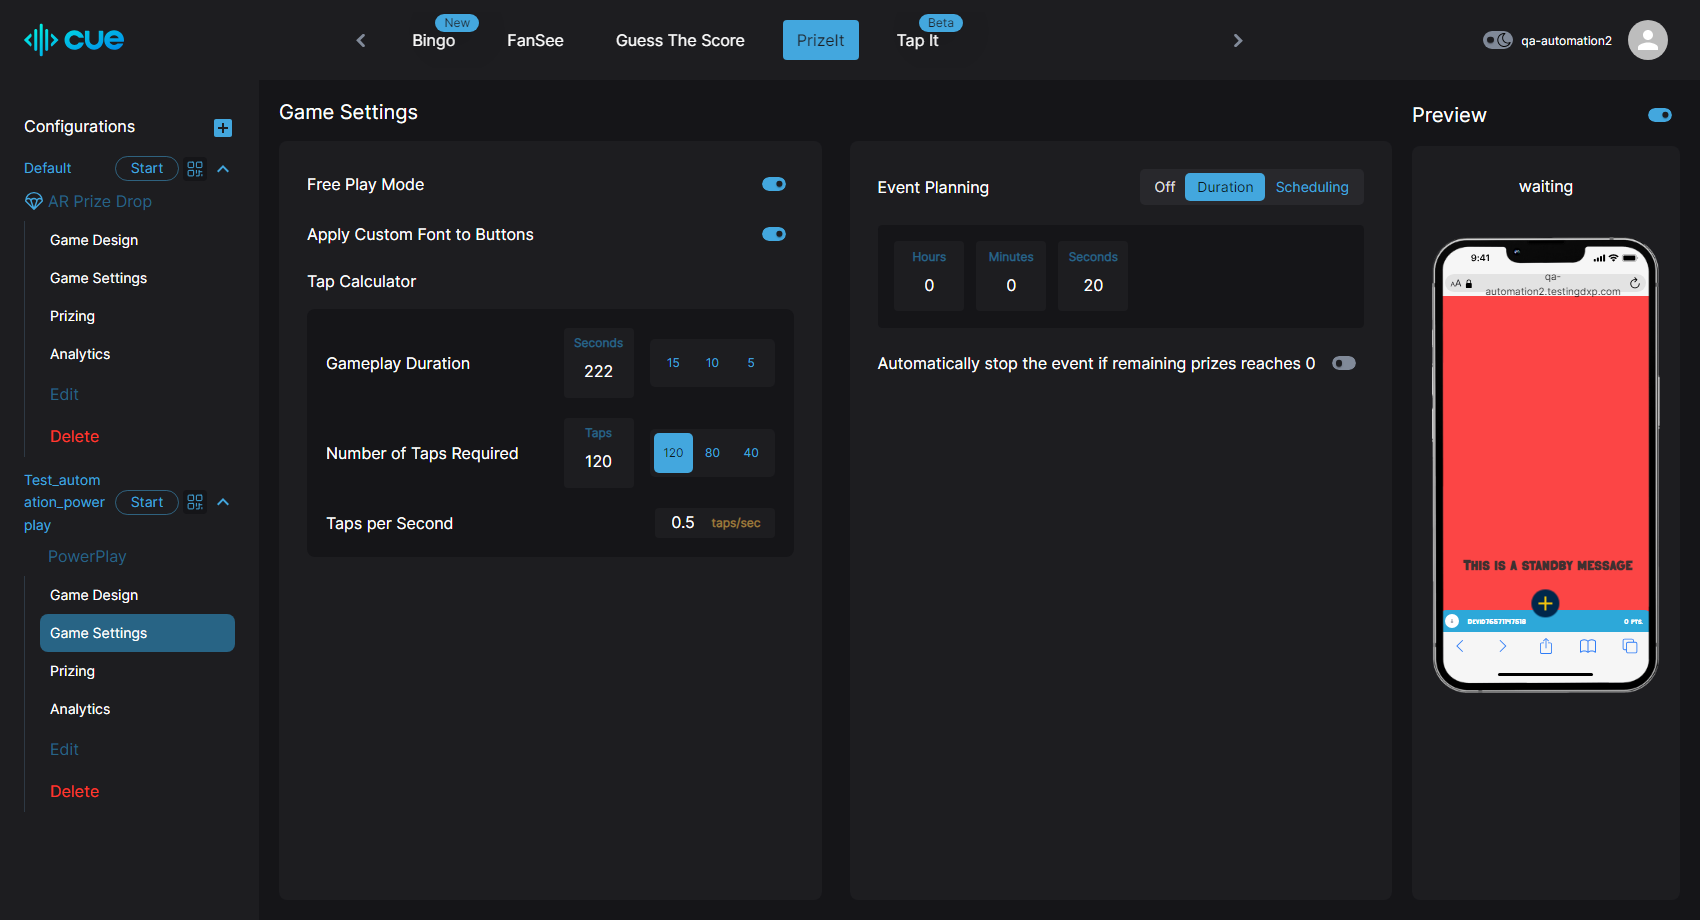 cue
New
Bingo
FanSee
Guess The Score
PrizeIt
Beta
Tap It
qa-automation2
Configurations
Default
Start
AR Prize Drop
Game Design
Game Settings
Prizing
Analytics
Edit
Delete
Test_autom
ation_power
play
Start
PowerPlay
Game Design
Game Settings
Prizing
Analytics
Edit
Delete
Game Settings
Free Play Mode
Apply Custom Font to Buttons
Tap Calculator
Gameplay Duration
Seconds
222
15 10 5
Number of Taps Required
Taps
120
120 80 40
Taps per Second
0.5 taps/sec
Event Planning
Off Duration Scheduling
Hours
0
Minutes
0
Seconds
20
Automatically stop the event if remaining prizes reaches 0
Preview
waiting
9:41
AA
qa-
automation2.testingdxp.com
This is a standby message
0 PTS.